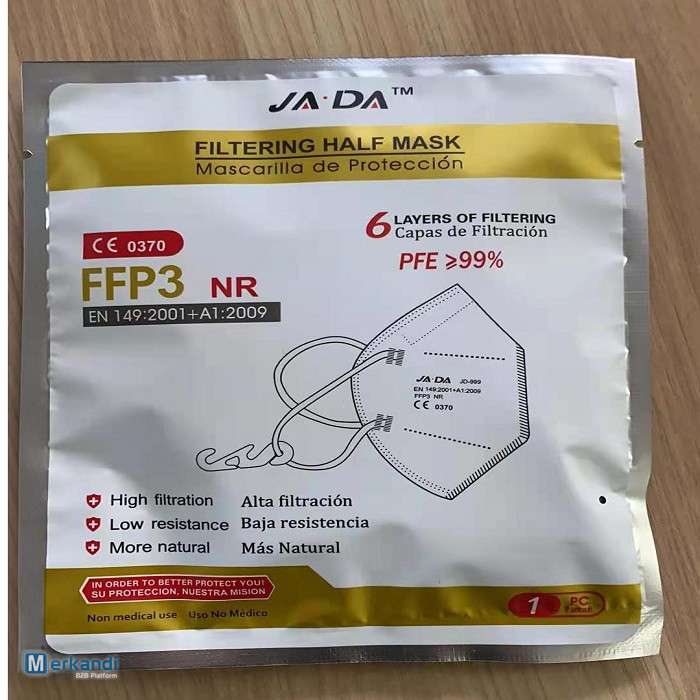 JA·DA™
FILTERING HALF MASK
Mascarilla de Protección
6 LAYERS OF FILTERING
Capas de Filtración
PFE ≥99%
CE 0370
FFP3 NR
EN 149:2001+A1:2009
JA·DA JD-999
EN 149:2001+A1:2009
FFP3 NR
CE 0370
High filtration Alta filtración
Low resistance Baja resistencia
More natural Más Natural
IN ORDER TO BETTER PROTECT YOU!
SU PROTECCION, NUESTRA MISION
Non medical use Uso No Médico
1 PC
Merkandi
B2B Platform